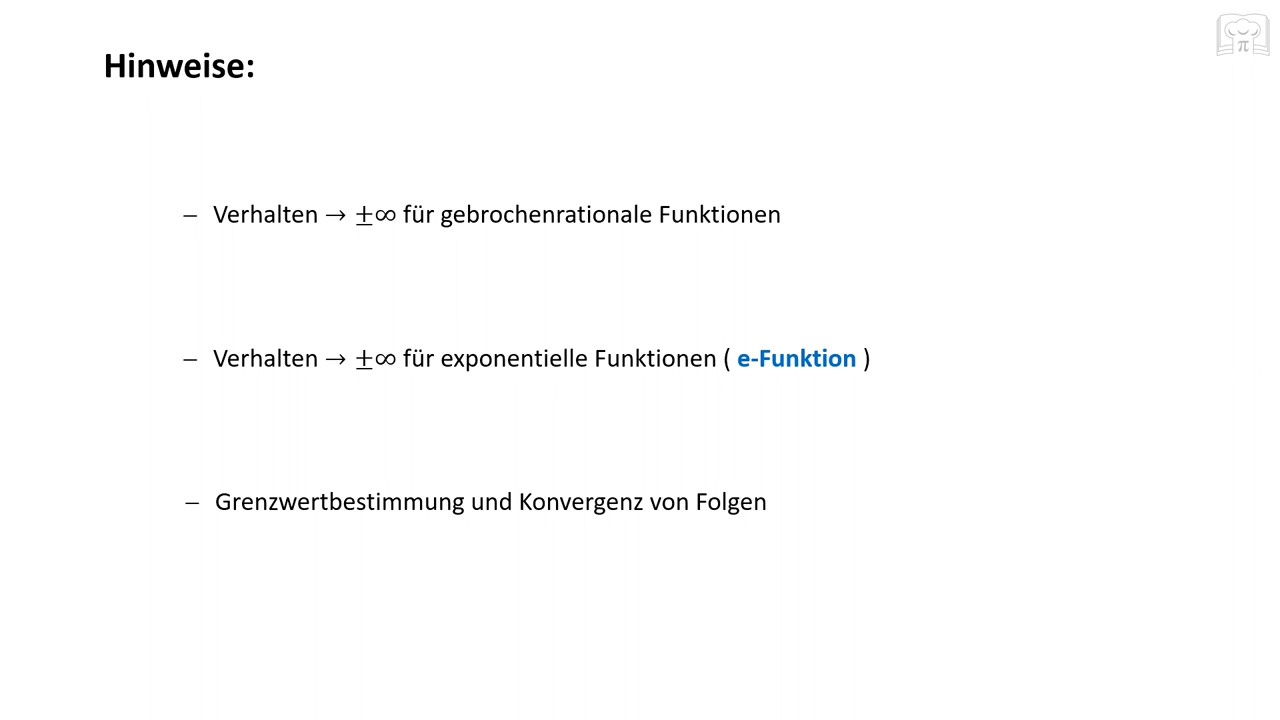 Hinweise:
– Verhalten → ±∞ für gebrochenrationale Funktionen
– Verhalten → ±∞ für exponentielle Funktionen ( e-Funktion )
– Grenzwertbestimmung und Konvergenz von Folgen
π